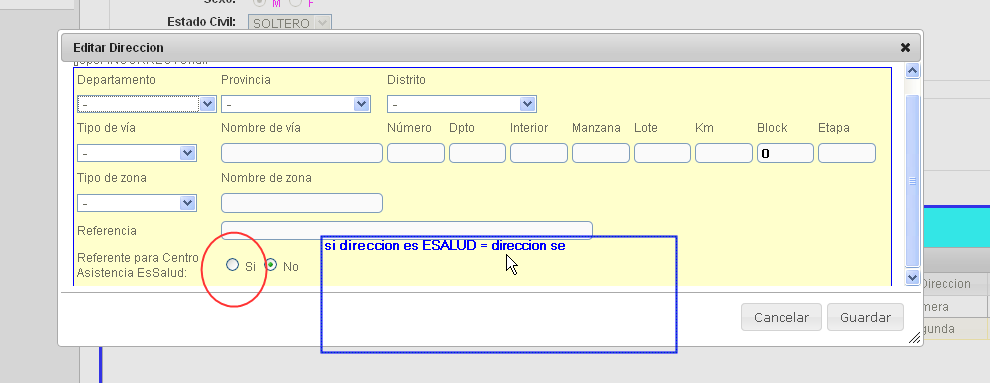 M F
Estado Civil: SOLTERO
Editar Direccion
Departamento Provincia Distrito
- - -
Tipo de vía Nombre de vía Número Dpto Interior Manzana Lote Km Block Etapa
- 0
Tipo de zona Nombre de zona
-
Referencia
si direccion es ESALUD = direccion se
Referente para Centro
Asistencia EsSalud: Si No
Direccion
mera
Cancelar Guardar
gunda